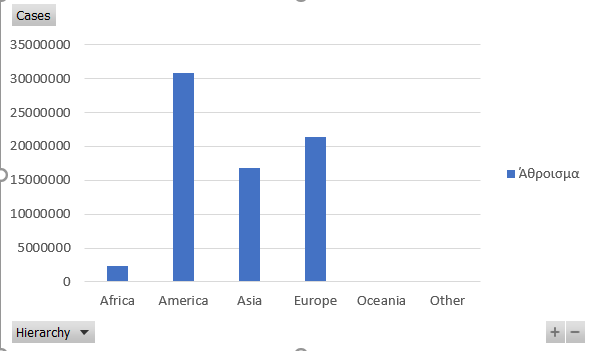 Cases
35000000
30000000
25000000
20000000
15000000
10000000
5000000
0
Africa America Asia Europe Oceania Other
Άθροισμα
Hierarchy